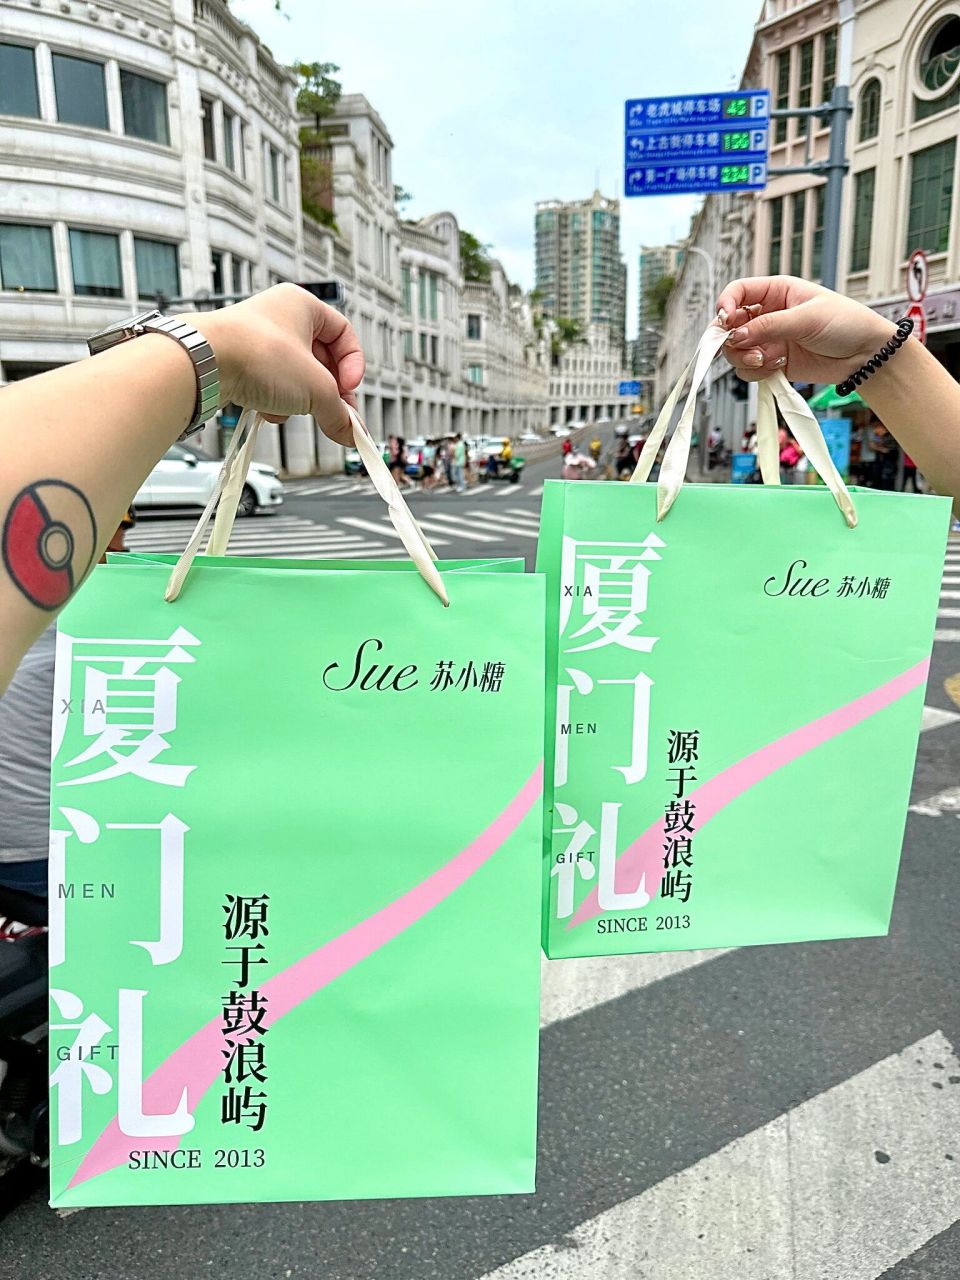 老虎城停车场
P
上古街停车楼
P
第一广场停车楼
P
厦门礼
XIA
MEN
GIFT
Sue 苏小糖
源于鼓浪屿
SINCE 2013
厦门礼
XIA
MEN
GIFT
Sue 苏小糖
源于鼓浪屿
SINCE 2013